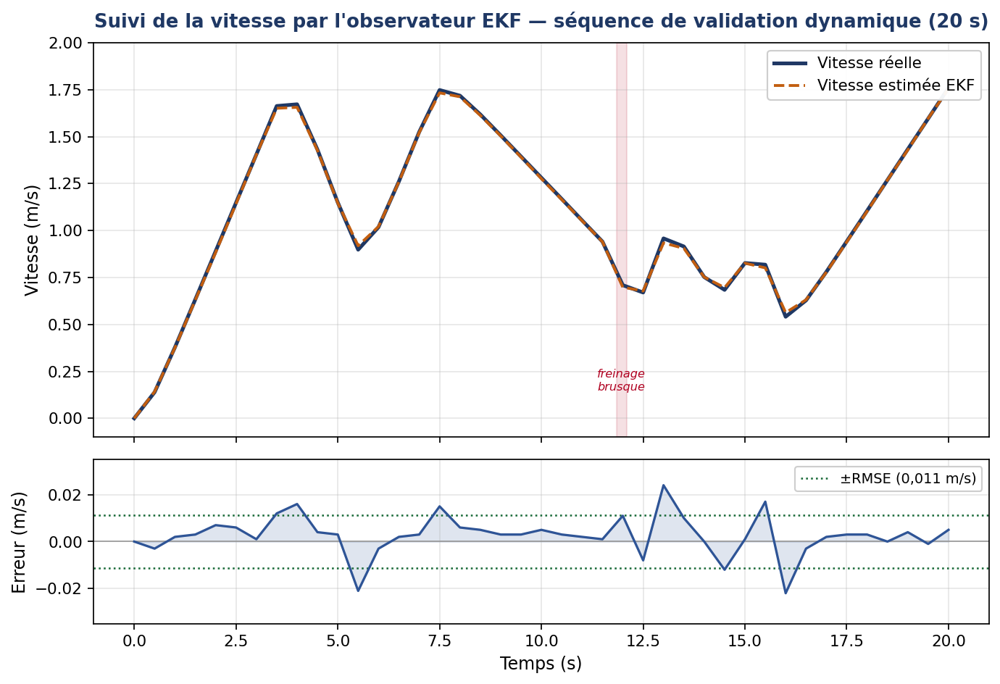 Suivi de la vitesse par l'observateur EKF — séquence de validation dynamique (20 s)
Vitesse (m/s)
2.00
1.75
1.50
1.25
1.00
0.75
0.50
0.25
0.00
Vitesse réelle
Vitesse estimée EKF
freinage
brusque
Erreur (m/s)
0.02
0.00
−0.02
±RMSE (0,011 m/s)
0.0 2.5 5.0 7.5 10.0 12.5 15.0 17.5 20.0
Temps (s)